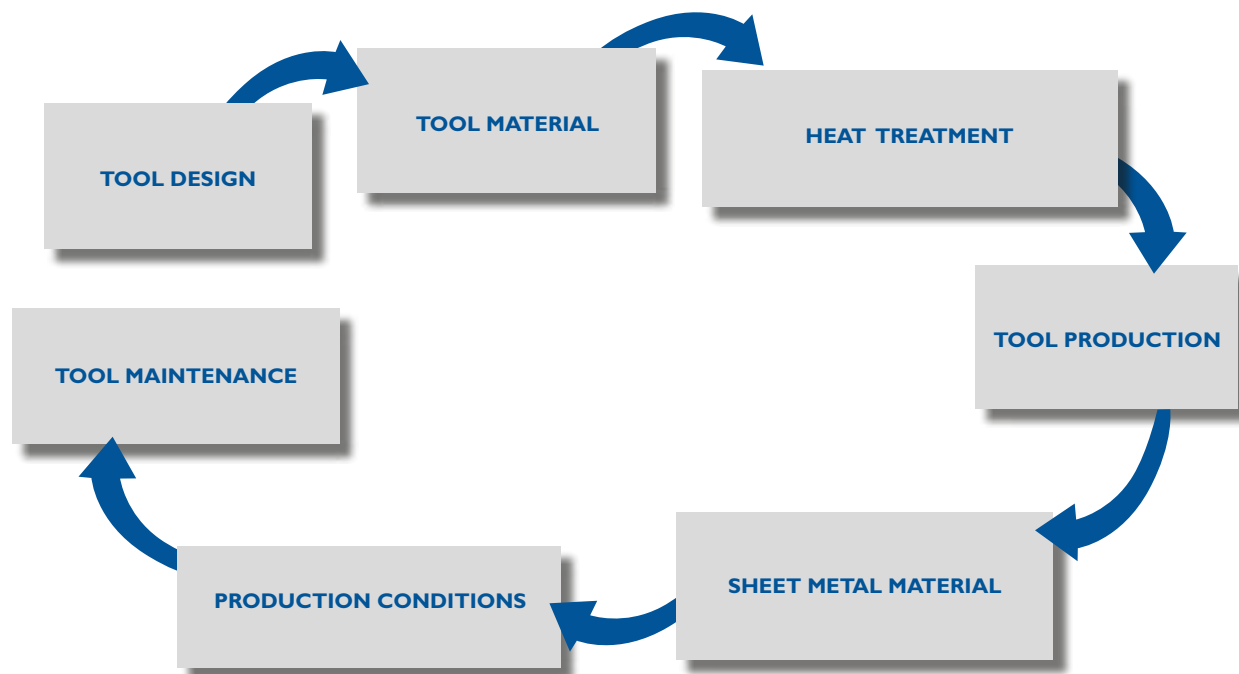 TOOL DESIGN
TOOL MATERIAL
HEAT TREATMENT
TOOL PRODUCTION
SHEET METAL MATERIAL
PRODUCTION CONDITIONS
TOOL MAINTENANCE